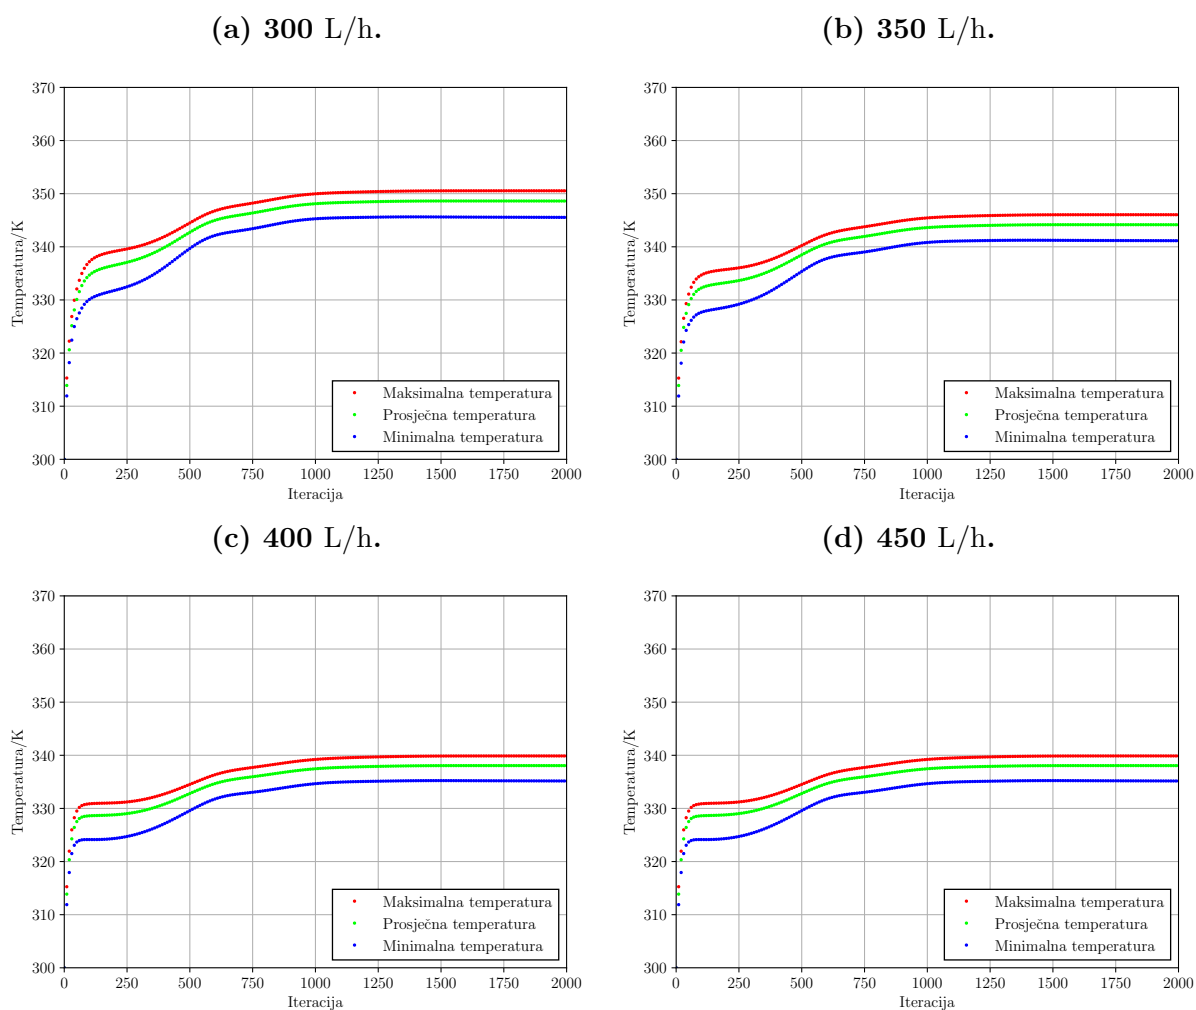 (a) 300 L/h.
370
360
350
340
330
320
310
300
Temperatura/K
Maksimalna temperatura
Prosječna temperatura
Minimalna temperatura
0 250 500 750 1000 1250 1500 1750 2000
Iteracija
(b) 350 L/h.
370
360
350
340
330
320
310
300
Temperatura/K
Maksimalna temperatura
Prosječna temperatura
Minimalna temperatura
0 250 500 750 1000 1250 1500 1750 2000
Iteracija
(c) 400 L/h.
370
360
350
340
330
320
310
300
Temperatura/K
Maksimalna temperatura
Prosječna temperatura
Minimalna temperatura
0 250 500 750 1000 1250 1500 1750 2000
Iteracija
(d) 450 L/h.
370
360
350
340
330
320
310
300
Temperatura/K
Maksimalna temperatura
Prosječna temperatura
Minimalna temperatura
0 250 500 750 1000 1250 1500 1750 2000
Iteracija